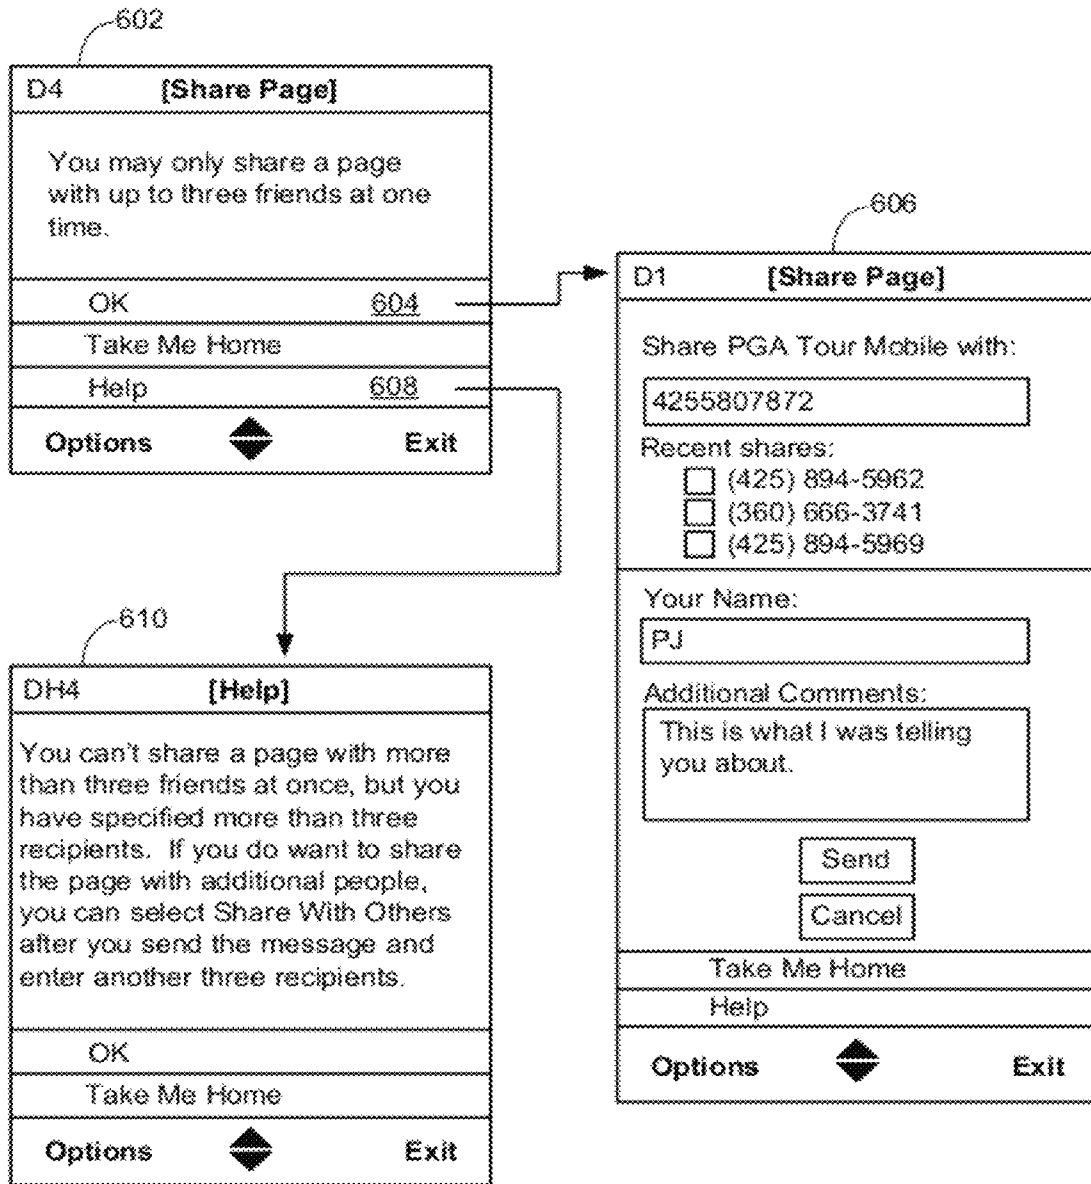 602
D4 [Share Page]
You may only share a page
with up to three friends at one
time.
OK 604
Take Me Home
Help 608
Options Exit
606
D1 [Share Page]
Share PGA Tour Mobile with:
4255807872
Recent shares:
(425) 894-5962
(360) 666-3741
(425) 894-5969
Your Name:
PJ
Additional Comments:
This is what I was telling
you about.
Send
Cancel
Take Me Home
Help
Options Exit
610
DH4 [Help]
You can't share a page with more
than three friends at once, but you
have specified more than three
recipients. If you do want to share
the page with additional people,
you can select Share With Others
after you send the message and
enter another three recipients.
OK
Take Me Home
Options Exit